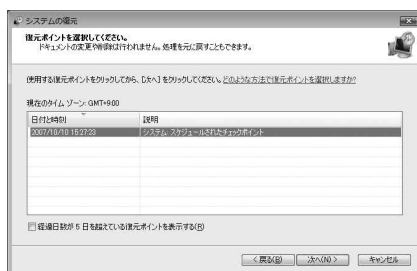 システムの復元
復元ポイントを選択してください。
ドキュメントの変更や削除は行われません。処理を元に戻すこともできます。
使用する復元ポイントをクリックしてから、[次へ] をクリックしてください。どのような方法で復元ポイントを選択しますか?
現在のタイム ゾーン: GMT+9:00
日付と時刻 説明
2007/10/10 15:27:23 システム: スケジュールされたチェックポイント
経過日数が 5 日を超えている復元ポイントを表示する(R)
< 戻る(B) 次へ(N) > キャンセル